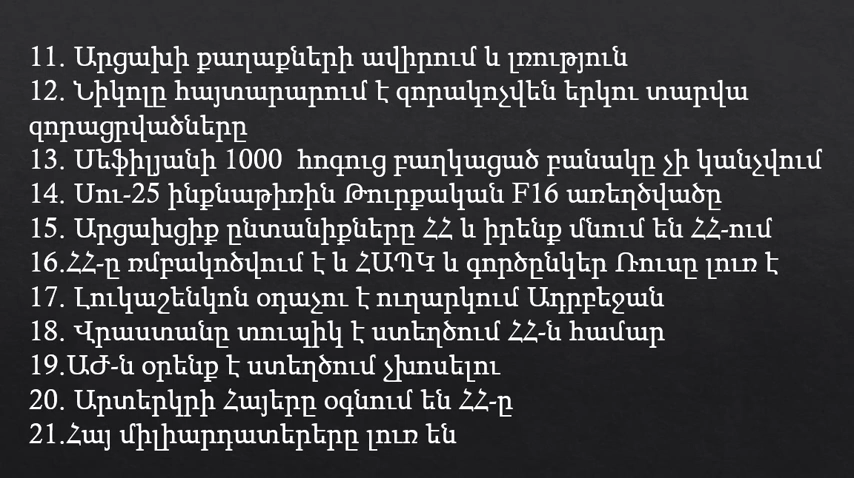 11. Արցախի քաղաքների ավիրում և լռություն
12. Նիկոլը հայտարարում է զորակոչվեն երկու տարվա
զորացրվածները
13. Սեֆիլյանի 1000 հոգուց բաղկացած բանակը չի կանչվում
14. Սու-25 ինքնաթիռին Թուրքական F16 առեղծվածը
15. Արցախցիք ընտանիքները ՀՀ և իրենք մնում են ՀՀ-ում
16.ՀՀ-ը ռմբակոծվում է և ՀԱՊԿ և գործընկեր Ռուսը լուռ է
17. Լուկաշենկոն օդաչու է ուղարկում Ադրբեջան
18. Վրաստանը տուպիկ է ստեղծում ՀՀ-ն համար
19.ԱԺ-ն օրենք է ստեղծում չխոսելու
20. Արտերկրի Հայերը օգնում են ՀՀ-ը
21.Հայ միլիարդատերերը լուռ են